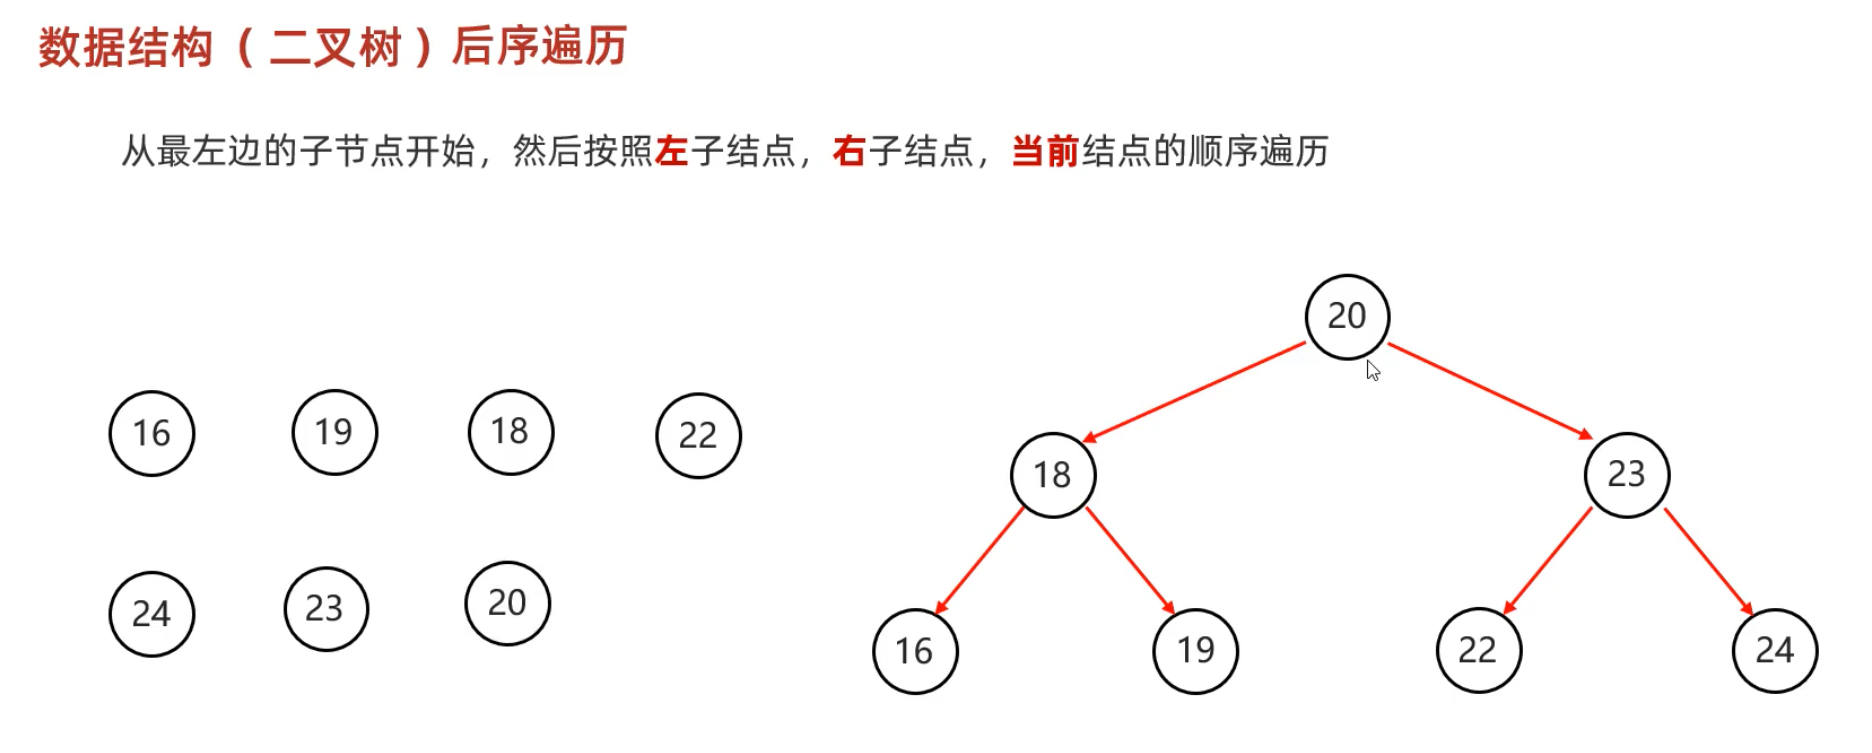 数据结构（二叉树）后序遍历
从最左边的子节点开始，然后按照左子结点，右子结点，当前结点的顺序遍历
20
16 19 18 22
18 23
24 23 20
16 19 22 24